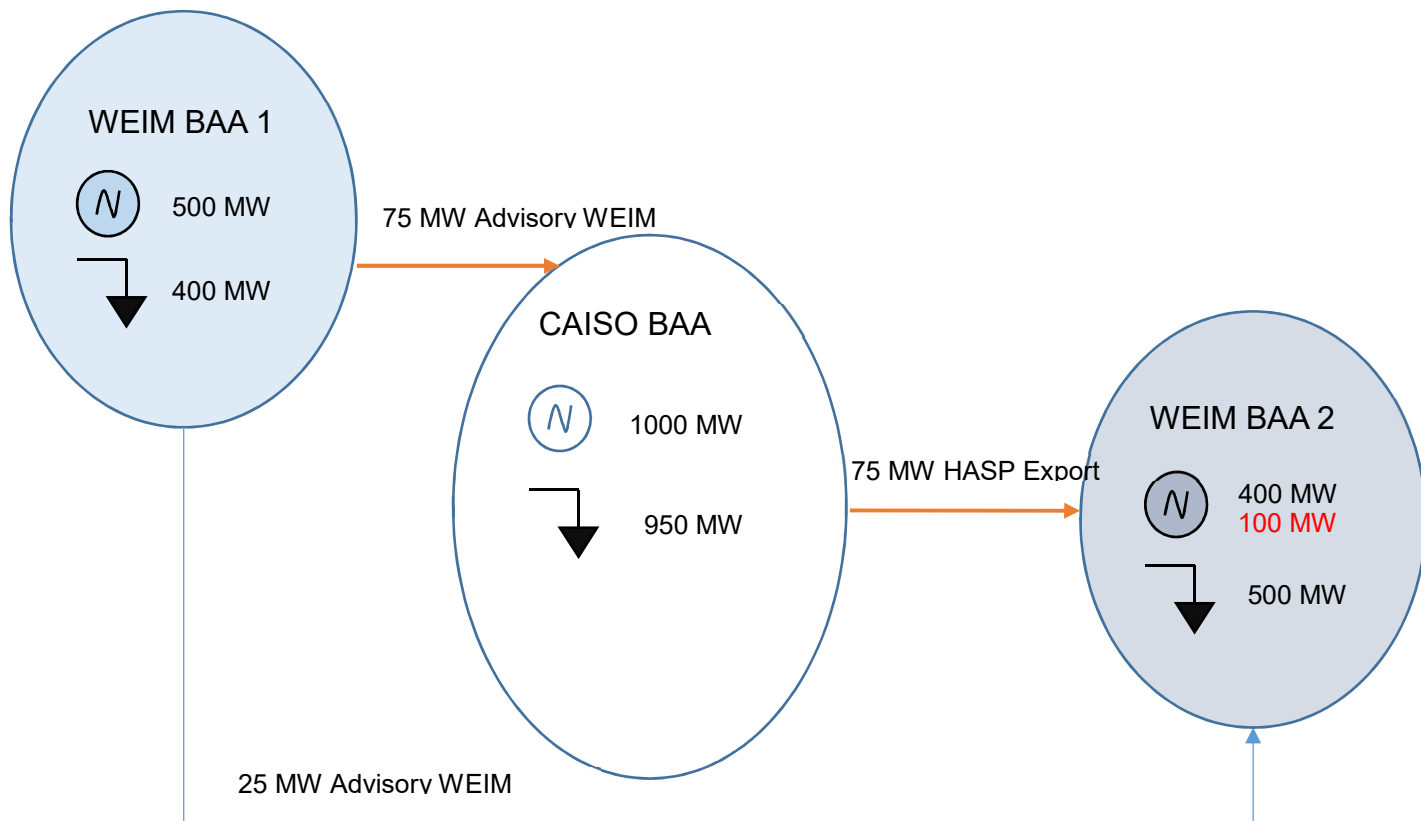 WEIM BAA 1
500 MW
400 MW
75 MW Advisory WEIM
CAISO BAA
1000 MW
950 MW
75 MW HASP Export
WEIM BAA 2
400 MW
100 MW
500 MW
25 MW Advisory WEIM